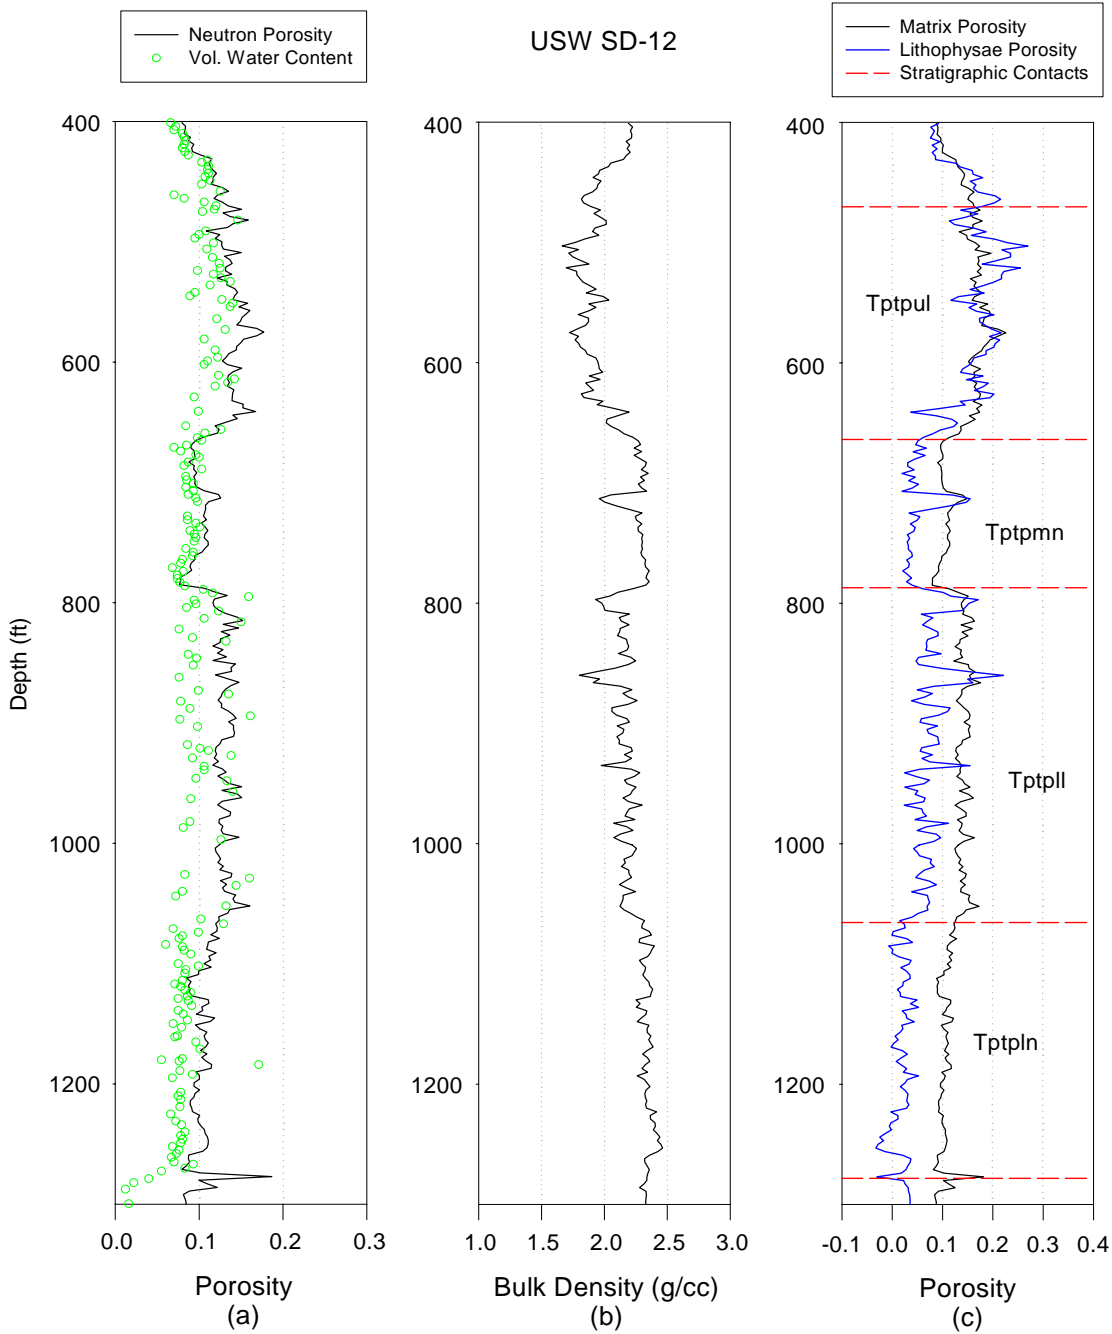 Neutron Porosity
Vol. Water Content
USW SD-12
Matrix Porosity
Lithophysae Porosity
Stratigraphic Contacts
Depth (ft)
400
600
800
1000
1200
0.0 0.1 0.2 0.3
Porosity
(a)
400
600
800
1000
1200
1.0 1.5 2.0 2.5 3.0
Bulk Density (g/cc)
(b)
400
600
800
1000
1200
Tptpul
Tptpmn
Tptpll
Tptpln
-0.1 0.0 0.1 0.2 0.3 0.4
Porosity
(c)